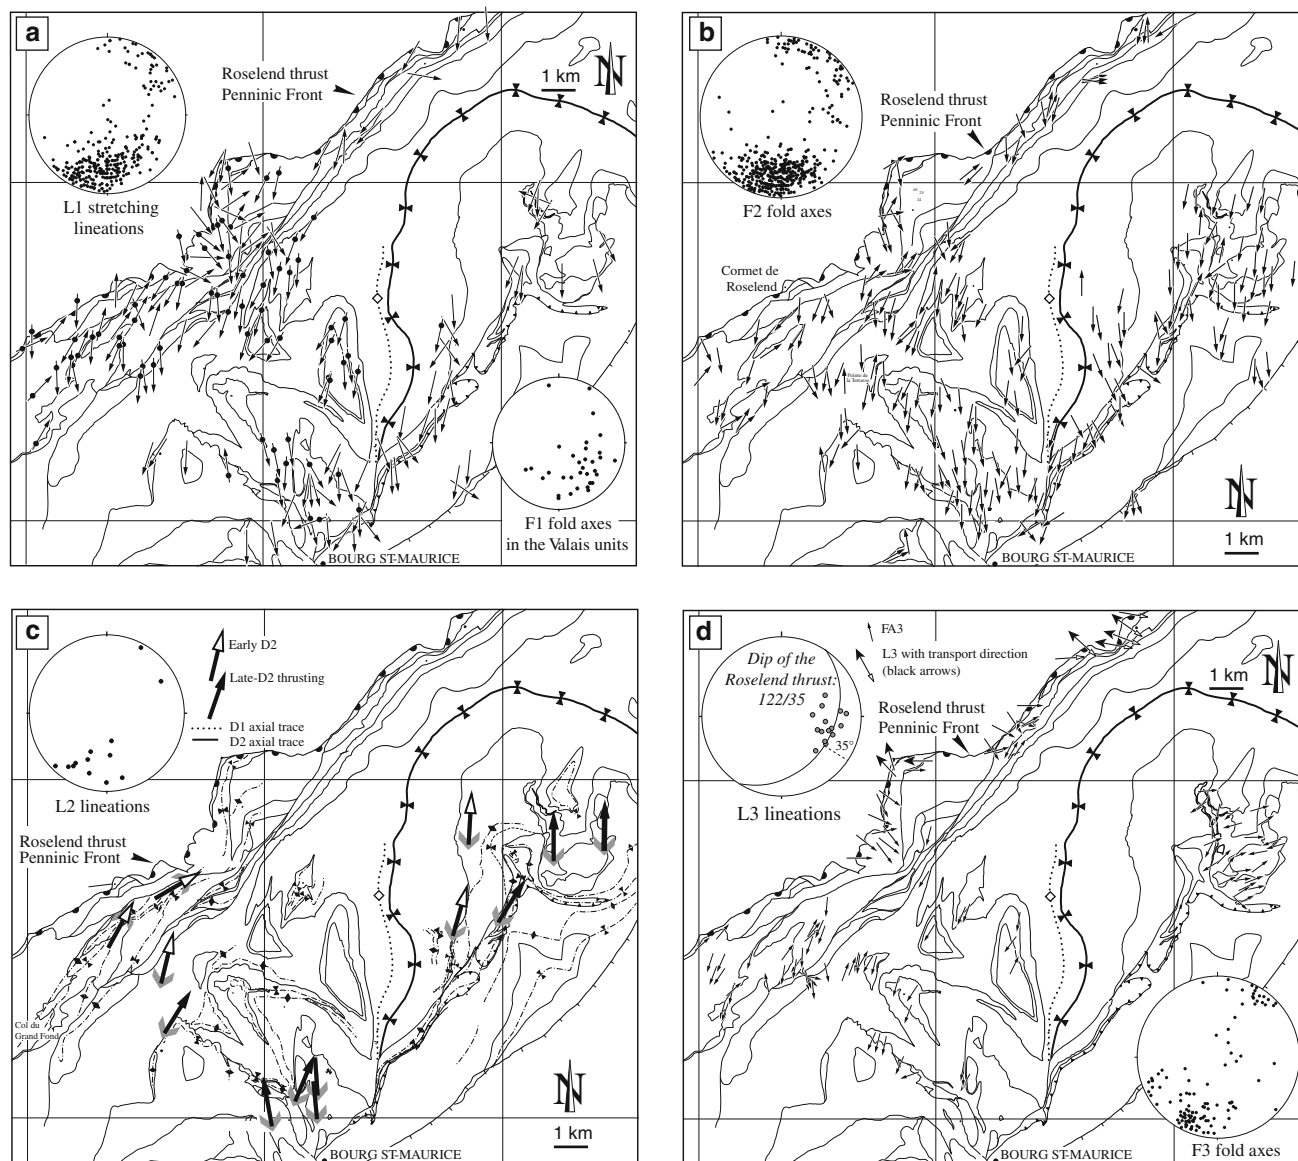 a
Roselend thrust
Penninic Front
1 km
N
L1 stretching
lineations
F1 fold axes
in the Valais units
BOURG ST-MAURICE
b
Roselend thrust
Penninic Front
F2 fold axes
Cormet de
Roselend
Pointe de
la Terrasse
N
1 km
BOURG ST-MAURICE
c
Early D2
Late-D2 thrusting
D1 axial trace
D2 axial trace
L2 lineations
Roselend thrust
Penninic Front
Col du
Grand Fond
N
1 km
BOURG ST-MAURICE
d
FA3
L3 with transport direction
(black arrows)
Dip of the
Roselend thrust:
122/35
35°
1 km
N
Roselend thrust
Penninic Front
L3 lineations
F3 fold axes
BOURG ST-MAURICE